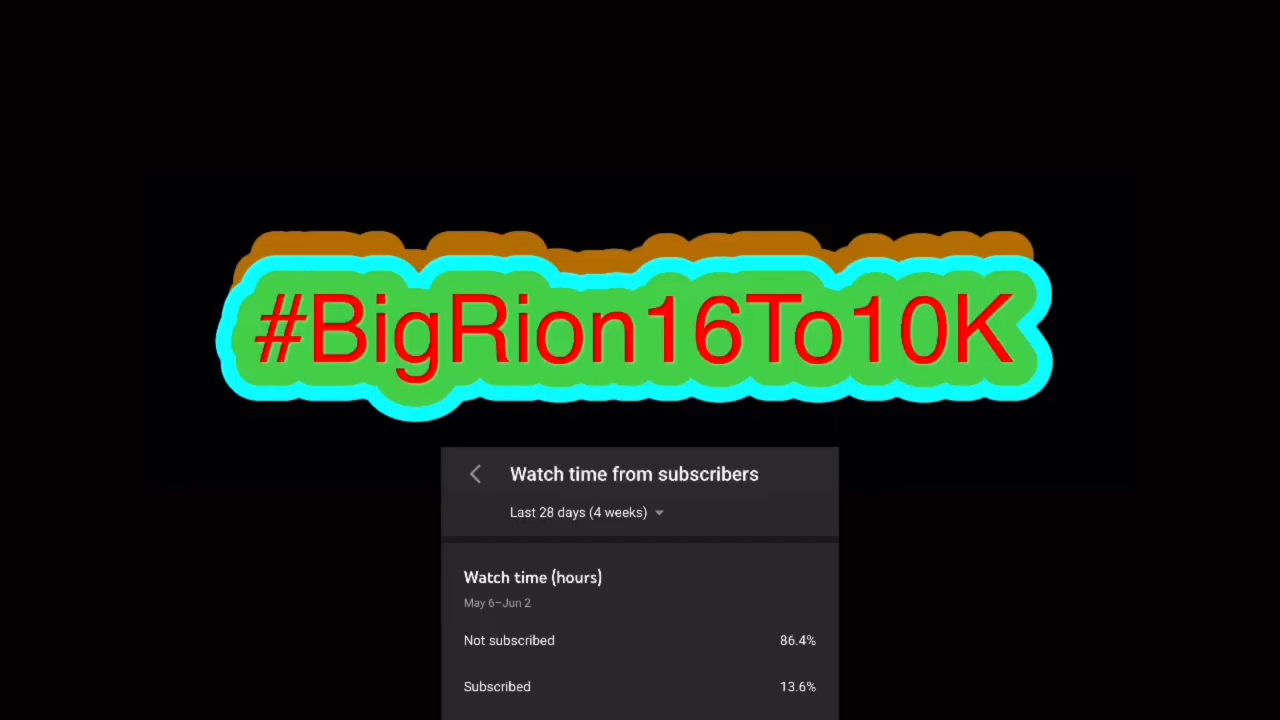 #BigRion16To10K
Watch time from subscribers
Last 28 days (4 weeks)
Watch time (hours)
May 6–Jun 2
Not subscribed 86.4%
Subscribed 13.6%